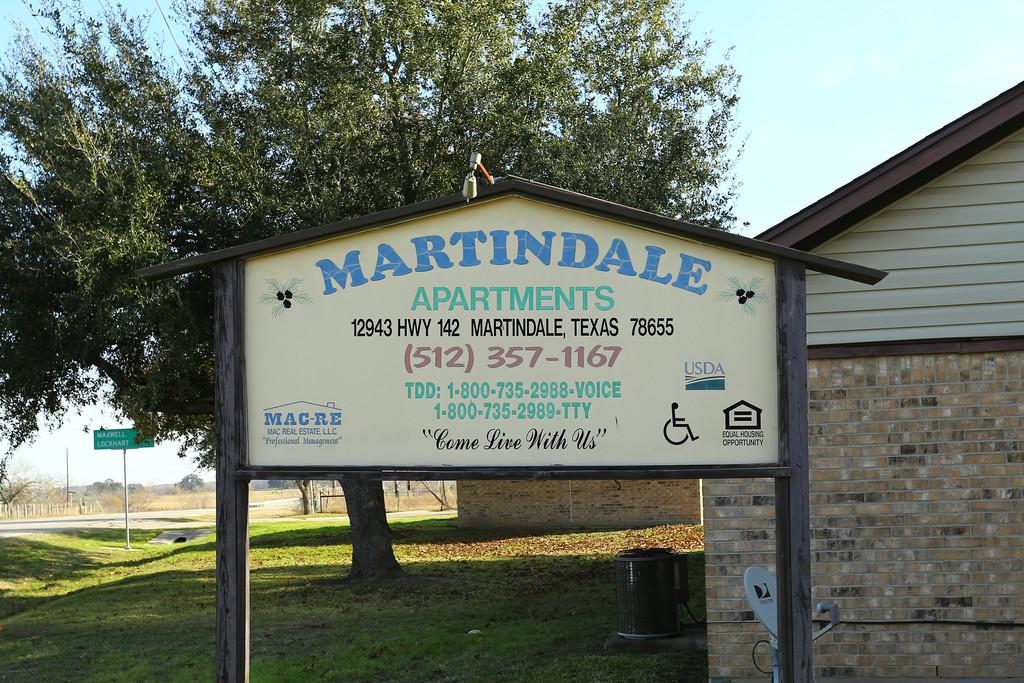 MARTINDALE
APARTMENTS
12943 HWY 142 MARTINDALE, TEXAS 78655
(512) 357-1167
TDD: 1-800-735-2988-VOICE
1-800-735-2989-TTY
"Come Live With Us"
MAC-RE
MAC REAL ESTATE, L.L.C.
"Professional Management"
USDA
EQUAL HOUSING
OPPORTUNITY
MAXWELL
LOCKHART